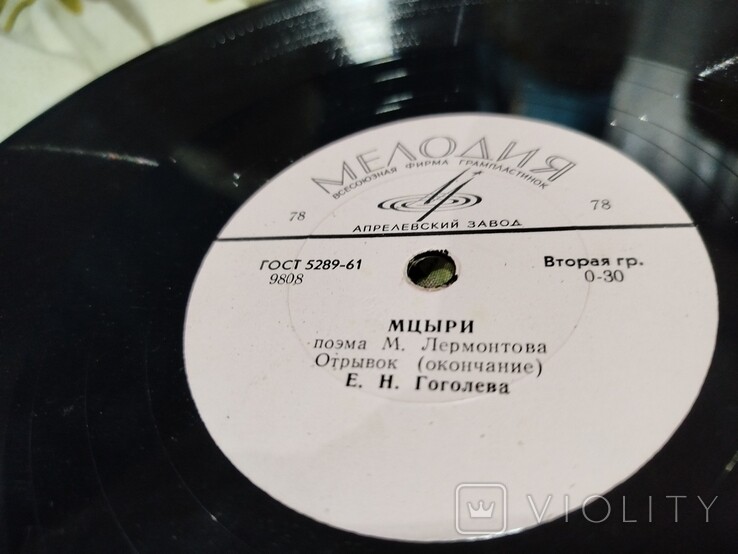 МЕЛОДИЯ
ВСЕСОЮЗНАЯ ФИРМА ГРАМПЛАСТИНОК
78 78
АПРЕЛЕВСКИЙ ЗАВОД
ГОСТ 5289-61 Вторая гр.
9808 0-30
МЦЫРИ
поэма М. Лермонтова
Отрывок (окончание)
Е. Н. Гоголева
VIOLITY